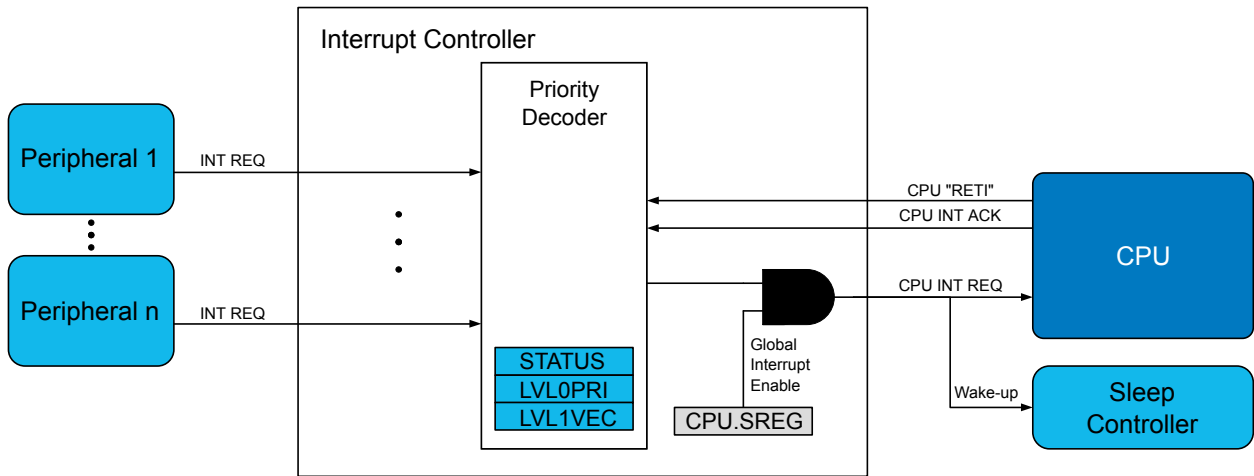 Interrupt Controller
Priority
Decoder
Peripheral 1
INT REQ
CPU "RETI"
CPU INT ACK
CPU
Peripheral n
INT REQ
CPU INT REQ
Global
Interrupt
Enable
STATUS
LVL0PRI
LVL1VEC
CPU.SREG
Wake-up
Sleep
Controller